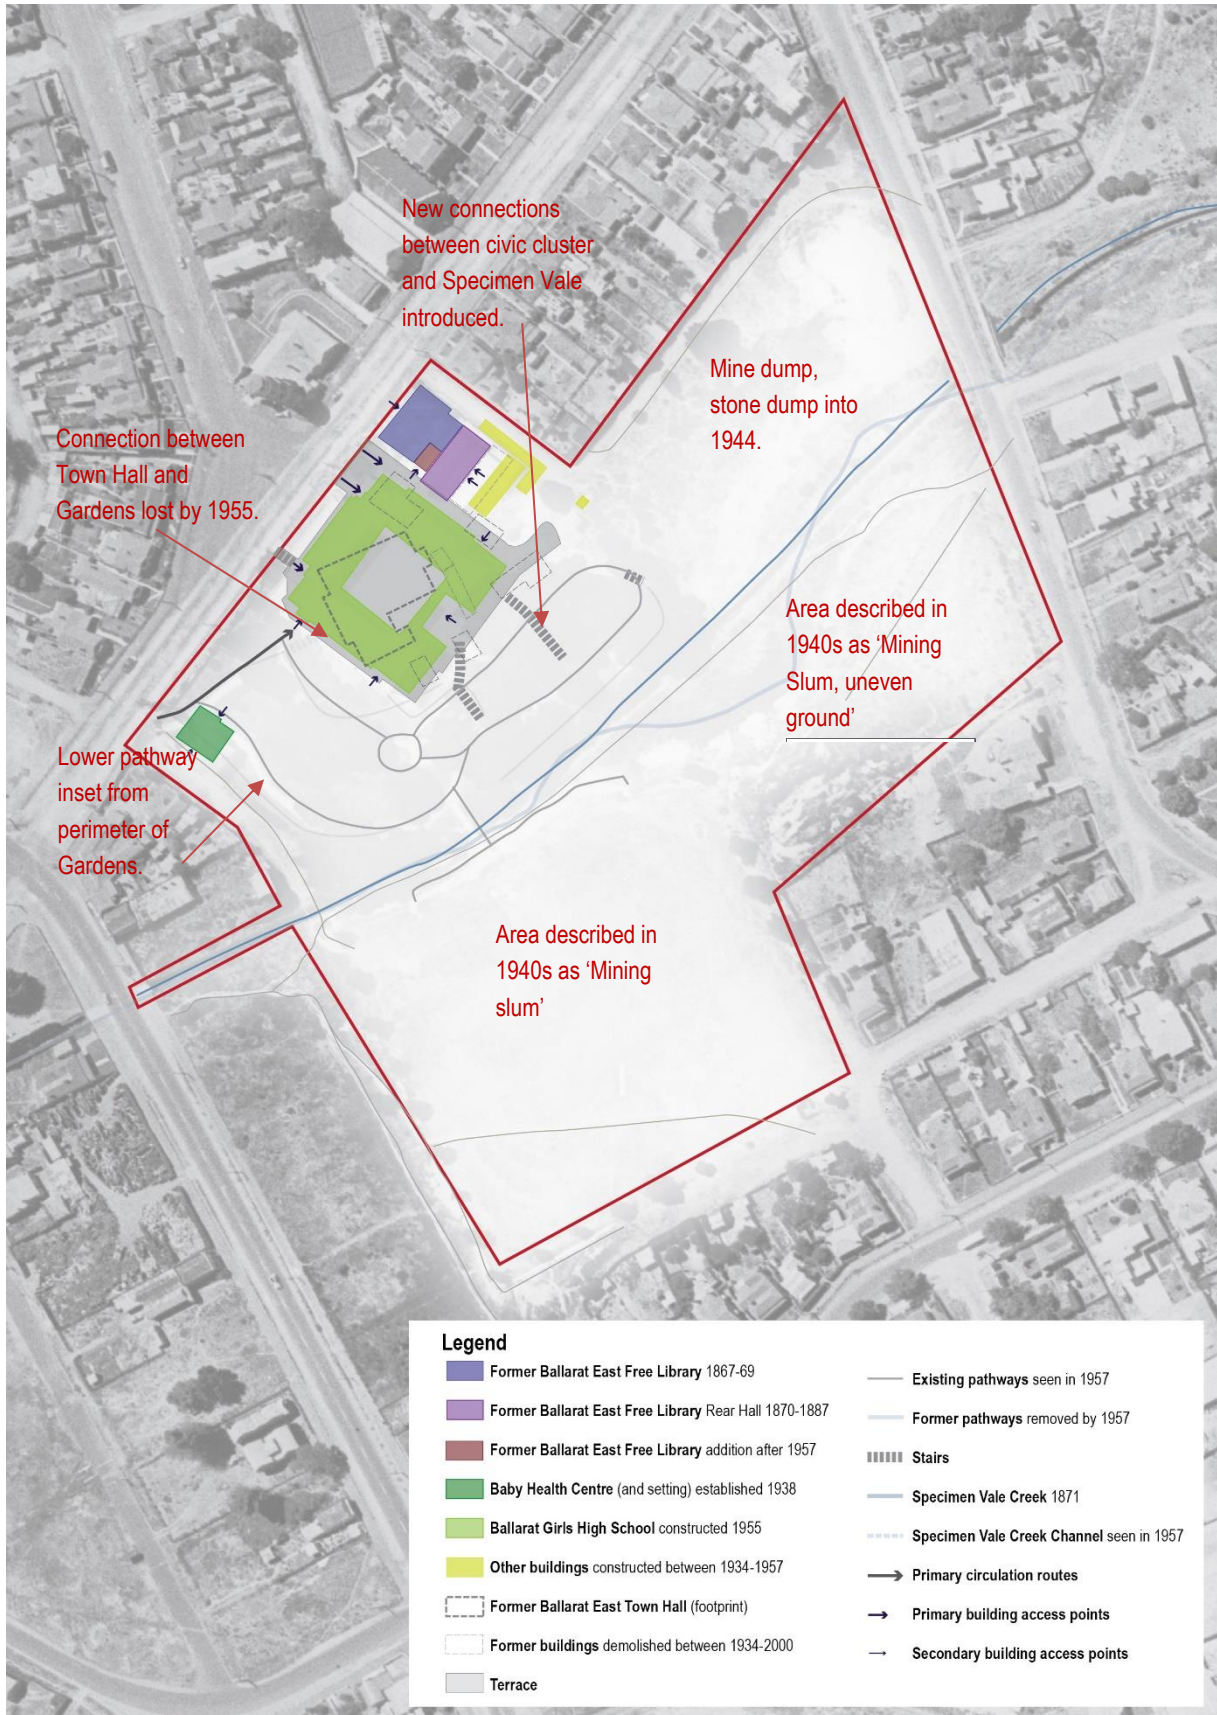 New connections
between civic cluster
and Specimen Vale
introduced.
Mine dump,
stone dump into
1944.
Connection between
Town Hall and
Gardens lost by 1955.
Area described in
1940s as ‘Mining
Slum, uneven
ground’
Lower pathway
inset from
perimeter of
Gardens.
Area described in
1940s as ‘Mining
slum’
Legend
Former Ballarat East Free Library 1867-69
Former Ballarat East Free Library Rear Hall 1870-1887
Former Ballarat East Free Library addition after 1957
Baby Health Centre (and setting) established 1938
Ballarat Girls High School constructed 1955
Other buildings constructed between 1934-1957
Former Ballarat East Town Hall (footprint)
Former buildings demolished between 1934-2000
Terrace
Existing pathways seen in 1957
Former pathways removed by 1957
Stairs
Specimen Vale Creek 1871
Specimen Vale Creek Channel seen in 1957
Primary circulation routes
Primary building access points
Secondary building access points